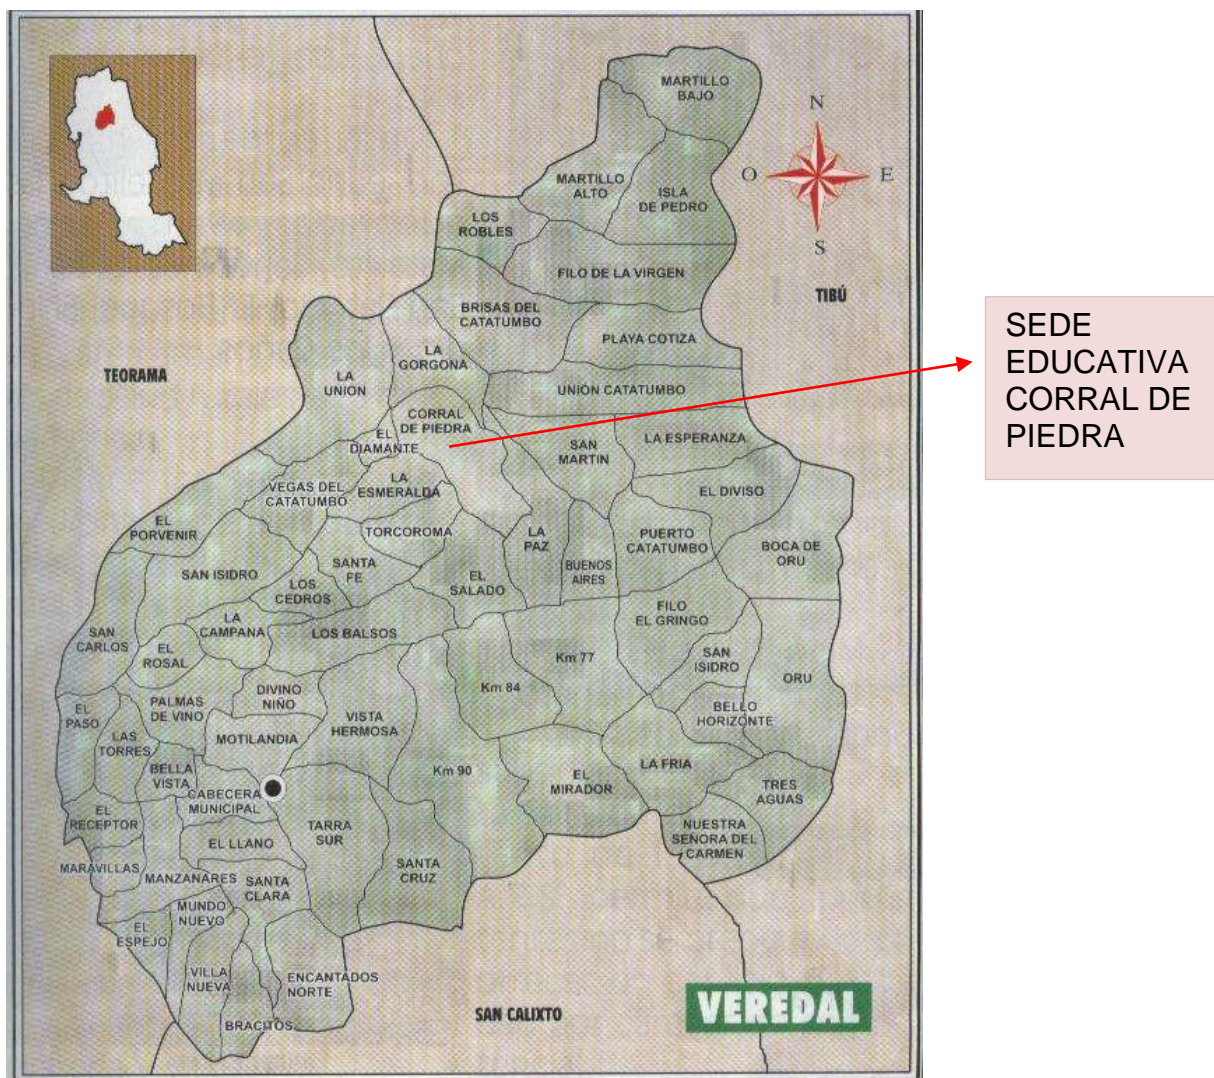 MARTILLO
BAJO
N
O
E
S
MARTILLO
ALTO
ISLA
DE PEDRO
LOS
ROBLES
FILO DE LA VIRGEN
TIBÚ
BRISAS DEL
CATATUMBO
PLAYA COTIZA
SEDE
EDUCATIVA
CORRAL DE
PIEDRA
LA
GORGONA
TEORAMA
LA
UNION
UNIÓN CATATUMBO
CORRAL
DE PIEDRA
EL
DIAMANTE
SAN
MARTIN
LA ESPERANZA
LA
ESMERALDA
VEGAS DEL
CATATUMBO
EL DIVISO
EL
PORVENIR
TORCOROMA
LA
PAZ
PUERTO
CATATUMBO
BOCA DE
ORU
SANTA
FE
SAN ISIDRO
LOS
CEDROS
EL
SALADO
BUENOS
AIRES
LA
CAMPANA
LOS BALSOS
FILO
EL GRINGO
SAN
CARLOS
EL
ROSAL
Km 77
SAN
ISIDRO
ORU
Km 84
DIVINO
NIÑO
PALMAS
DE VINO
EL
PASO
VISTA
HERMOSA
BELLO
HORIZONTE
LAS
TORRES
MOTILANDIA
BELLA
VISTA
Km 90
LA FRIA
EL
MIRADOR
TRES
AGUAS
CABECERA
MUNICIPAL
EL
RECEPTOR
TARRA
SUR
NUESTRA
SEÑORA DEL
CARMEN
EL LLANO
MARAVILLAS
MANZANARES
SANTA
CLARA
SANTA
CRUZ
MUNDO
NUEVO
EL
ESPEJO
VILLA
NUEVA
ENCANTADOS
NORTE
BRACITOS
SAN CALIXTO
VEREDAL